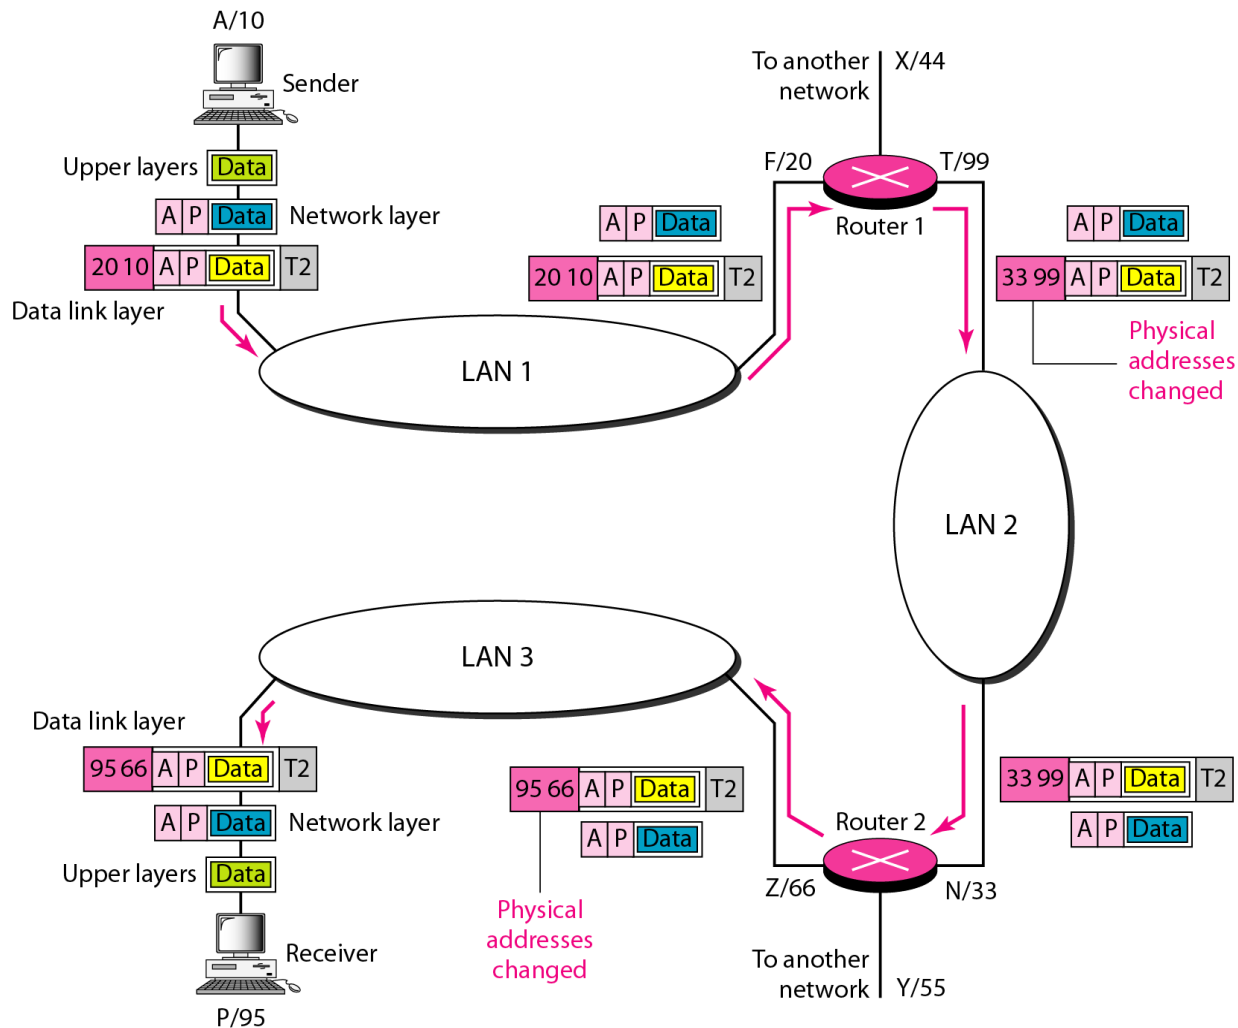 A/10
Sender
Upper layers Data
A P Data Network layer
20 10 A P Data T2
Data link layer
LAN 1
To another
network
X/44
F/20
T/99
Router 1
A P Data
20 10 A P Data T2
A P Data
33 99 A P Data T2
Physical
addresses
changed
LAN 2
LAN 3
Data link layer
95 66 A P Data T2
A P Data Network layer
Upper layers Data
Receiver
P/95
95 66 A P Data T2
A P Data
Physical
addresses
changed
Router 2
Z/66
N/33
33 99 A P Data T2
A P Data
To another
network
Y/55